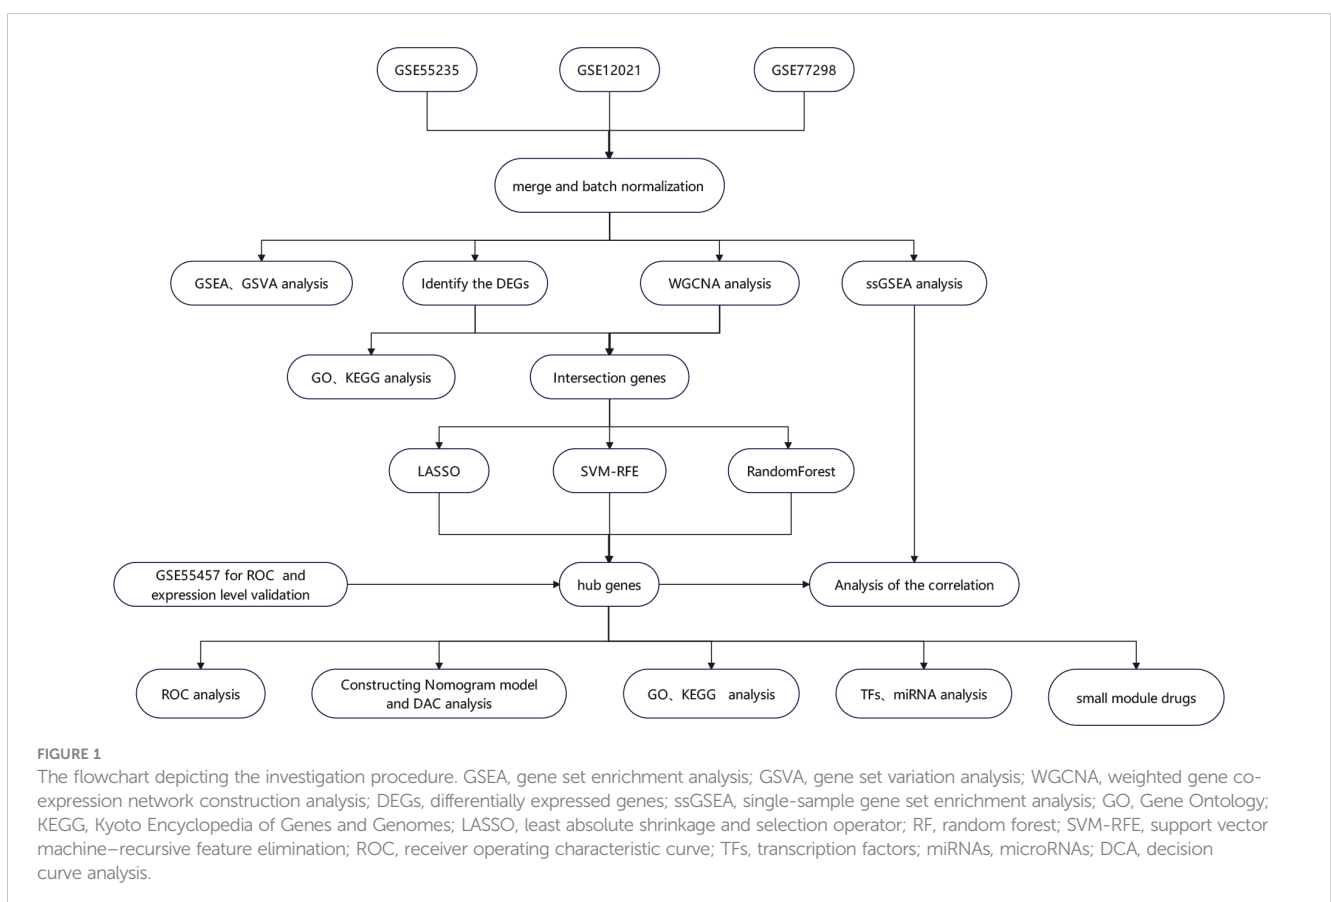 GSE55235
GSE12021
GSE77298
merge and batch normalization
GSEA、GSVA analysis
Identify the DEGs
WGCNA analysis
ssGSEA analysis
GO、KEGG analysis
Intersection genes
LASSO
SVM-RFE
RandomForest
GSE55457 for ROC and
expression level validation
hub genes
Analysis of the correlation
ROC analysis
Constructing Nomogram model
and DAC analysis
GO、KEGG analysis
TFs、miRNA analysis
small module drugs
FIGURE 1
The flowchart depicting the investigation procedure. GSEA, gene set enrichment analysis; GSVA, gene set variation analysis; WGCNA, weighted gene co-
expression network construction analysis; DEGs, differentially expressed genes; ssGSEA, single-sample gene set enrichment analysis; GO, Gene Ontology;
KEGG, Kyoto Encyclopedia of Genes and Genomes; LASSO, least absolute shrinkage and selection operator; RF, random forest; SVM-RFE, support vector
machine–recursive feature elimination; ROC, receiver operating characteristic curve; TFs, transcription factors; miRNAs, microRNAs; DCA, decision
curve analysis.